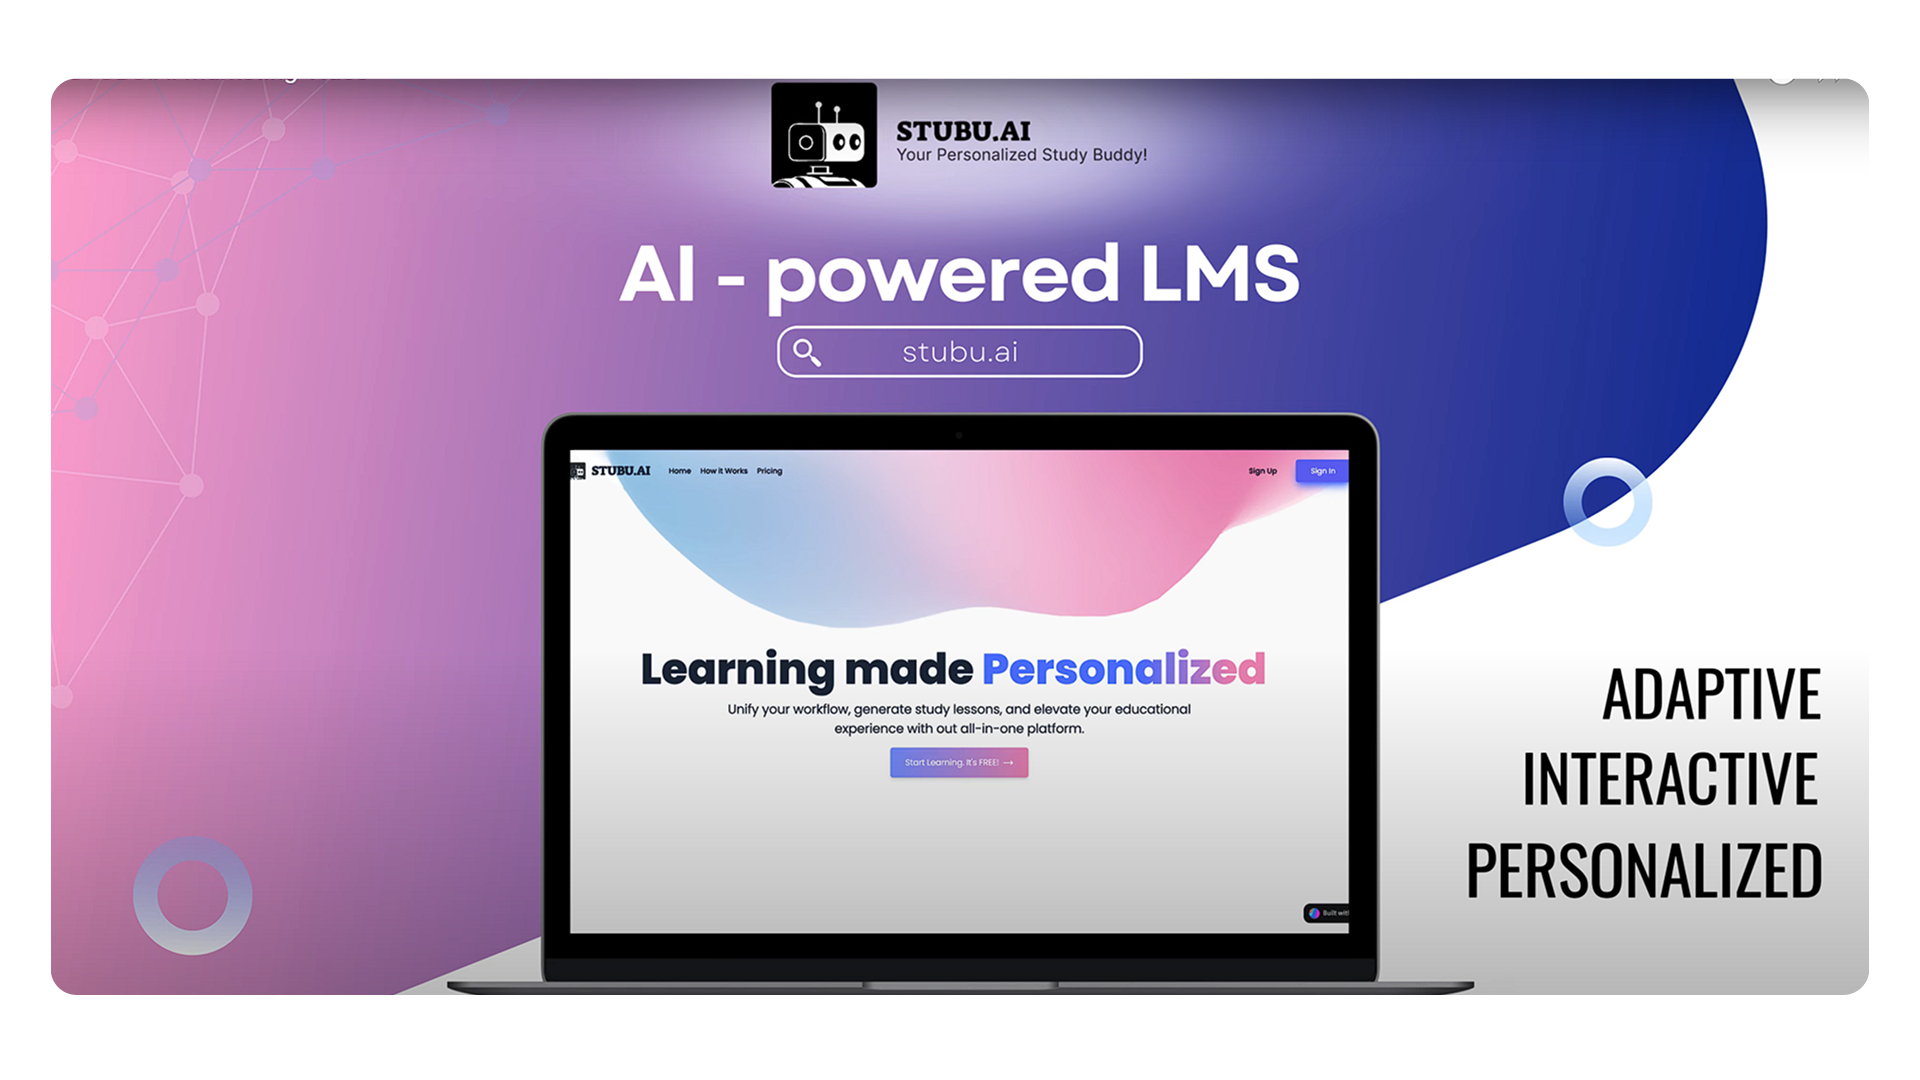 STUBU.AI
Your Personalized Study Buddy!
AI - powered LMS
stubu.ai
STUBU.AI Home How it Works Pricing Sign Up Sign In
Learning made Personalized
Unify your workflow, generate study lessons, and elevate your educational
experience with out all-in-one platform.
Start Learning. It's FREE! →
Built with
ADAPTIVE
INTERACTIVE
PERSONALIZED